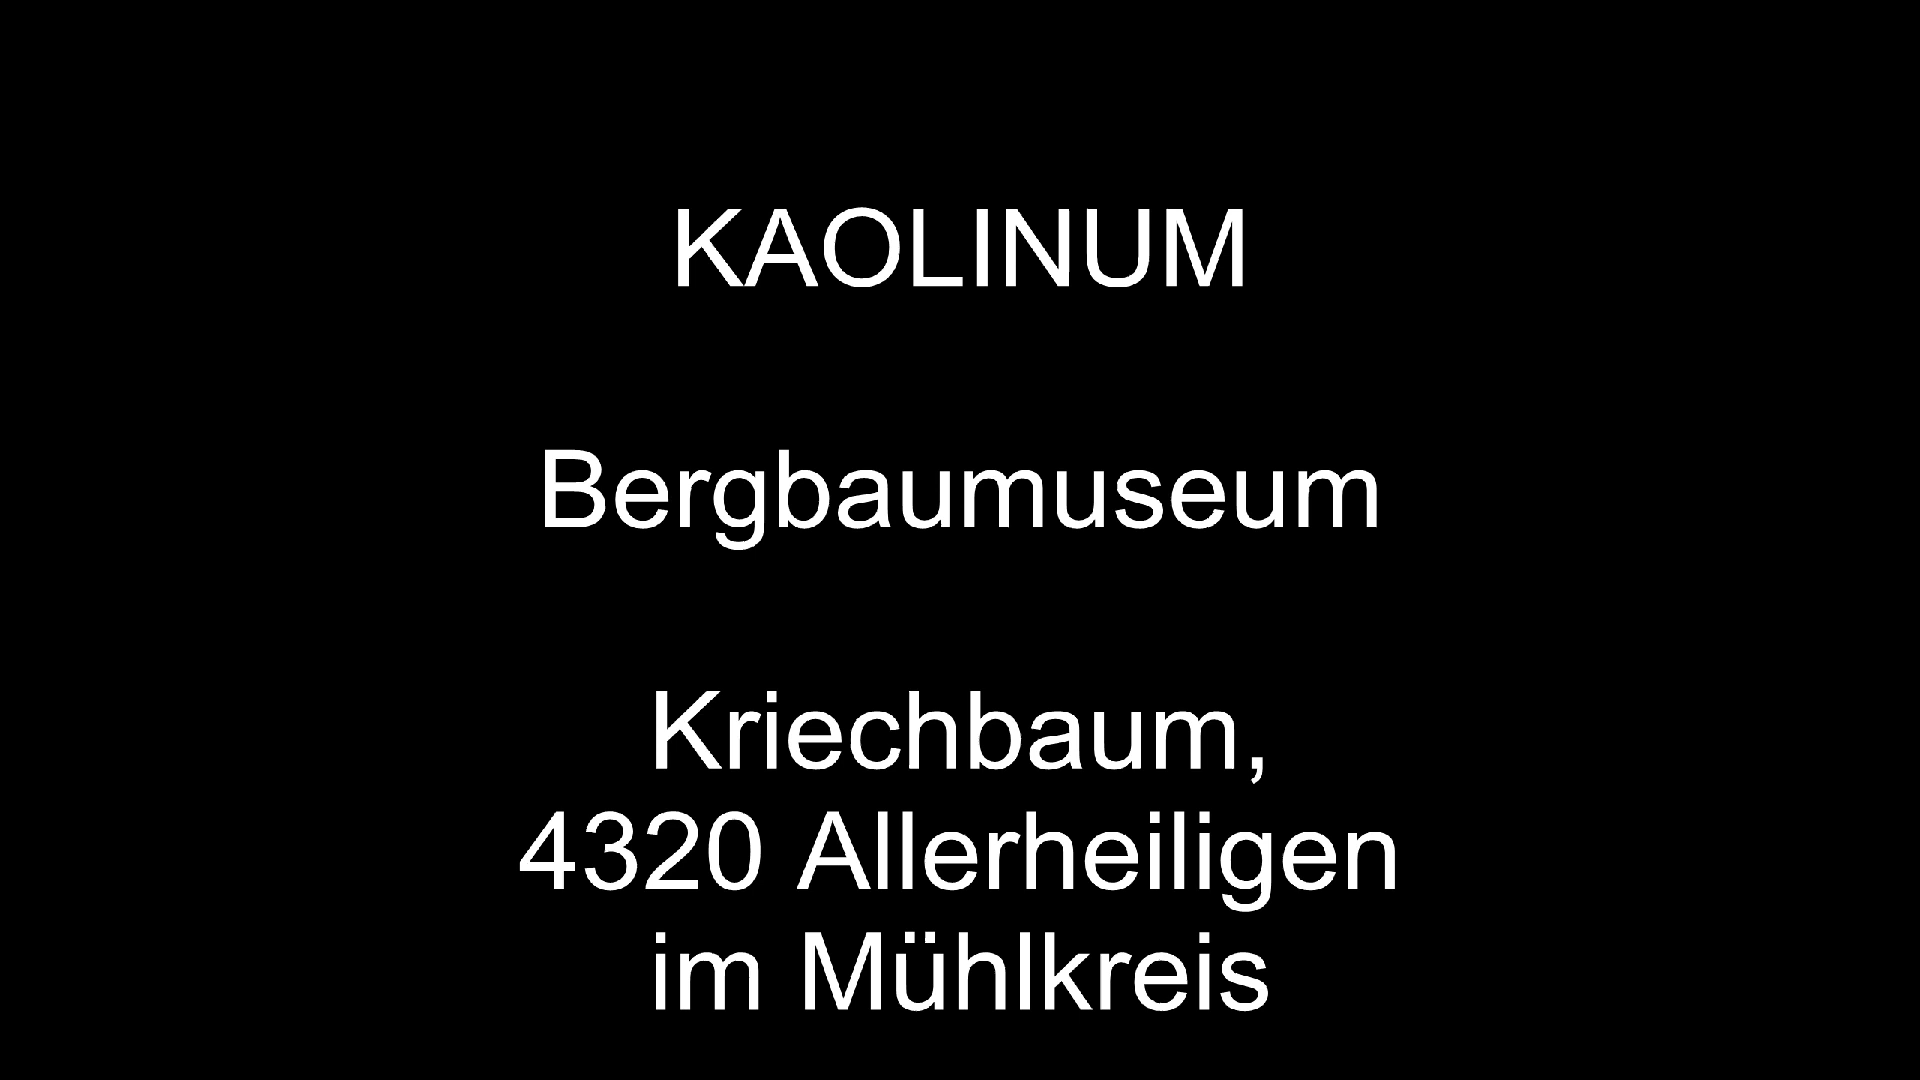 KAOLINUM
Bergbaumuseum
Kriechbaum,
4320 Allerheiligen
im Mühlkreis